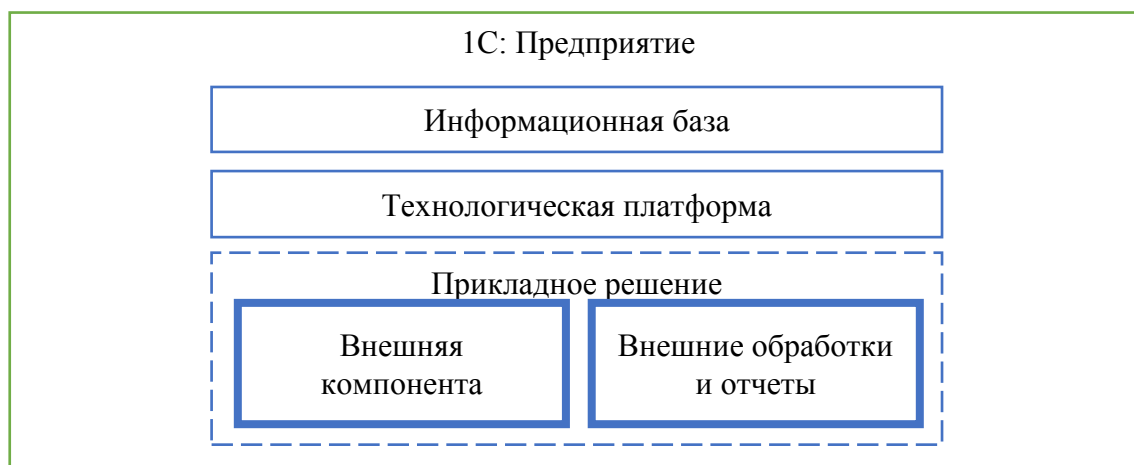 1С: Предприятие
Информационная база
Технологическая платформа
Прикладное решение
Внешняя
компонента
Внешние обработки
и отчеты